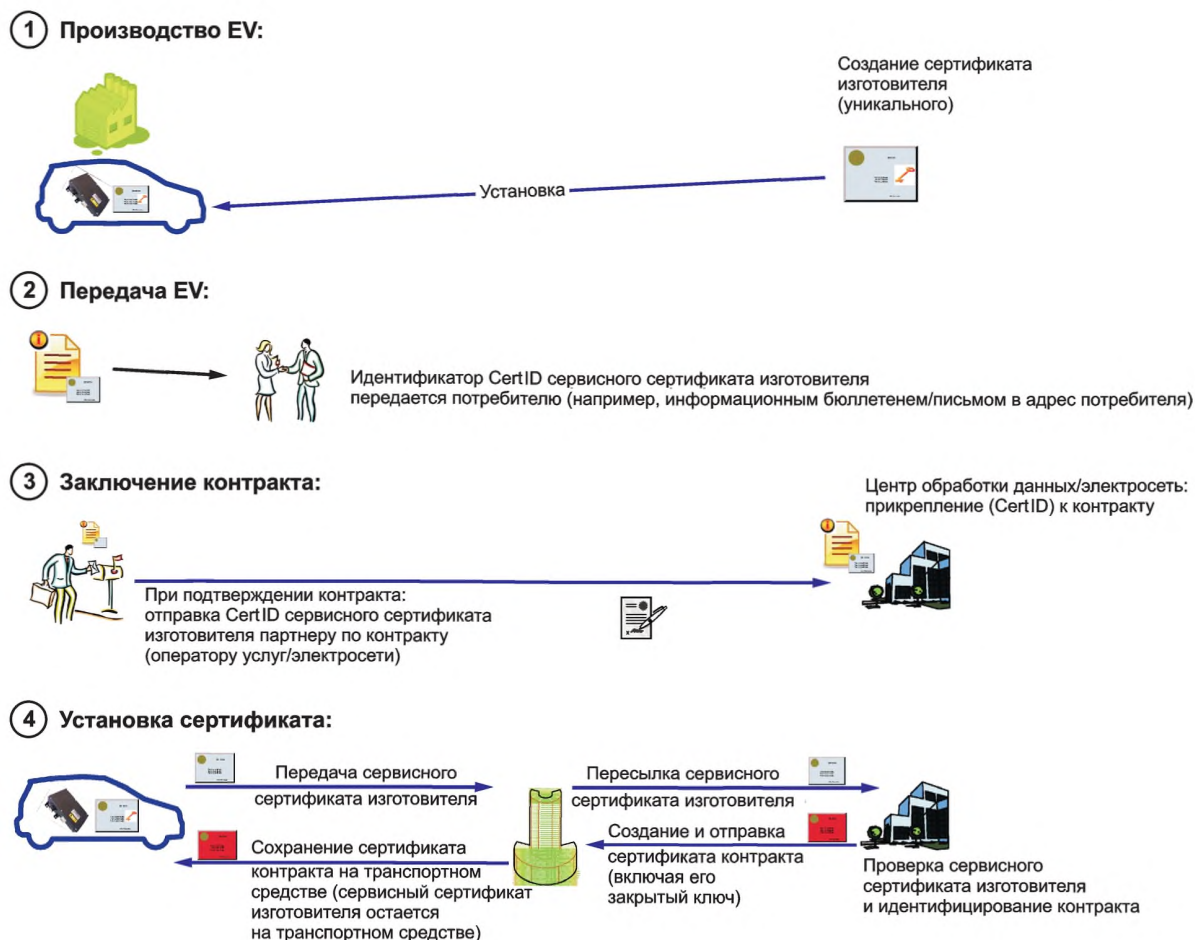 1 Производство EV:
Создание сертификата
изготовителя
(уникального)
Установка
2 Передача EV:
Идентификатор CertID сервисного сертификата изготовителя
передается потребителю (например, информационным бюллетенем/письмом в адрес потребителя)
3 Заключение контракта:
Центр обработки данных/электросеть:
прикрепление (CertID) к контракту
При подтверждении контракта:
отправка CertID сервисного сертификата
изготовителя партнеру по контракту
(оператору услуг/электросети)
4 Установка сертификата:
Передача сервисного
сертификата изготовителя
Пересылка сервисного
сертификата изготовителя
Сохранение сертификата
контракта на транспортном
средстве (сервисный сертификат
изготовителя остается
на транспортном средстве)
Создание и отправка
сертификата контракта
(включая его
закрытый ключ)
Проверка сервисного
сертификата изготовителя
и идентифицирование контракта